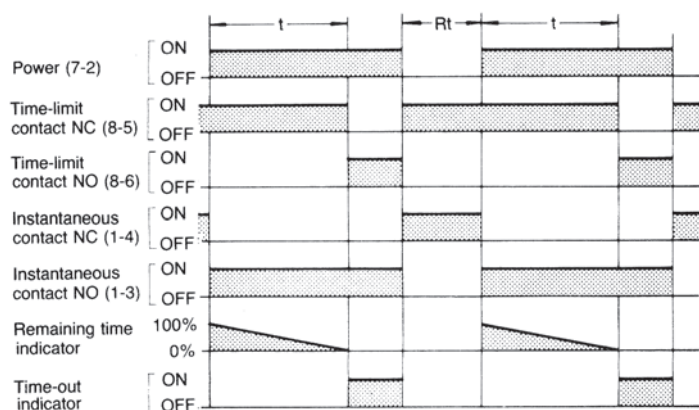 t Rt t
Power (7-2) ON
OFF
Time-limit
contact NC (8-5) ON
OFF
Time-limit
contact NO (8-6) ON
OFF
Instantaneous
contact NC (1-4) ON
OFF
Instantaneous
contact NO (1-3) ON
OFF
Remaining time
indicator 100%
0%
Time-out
indicator ON
OFF